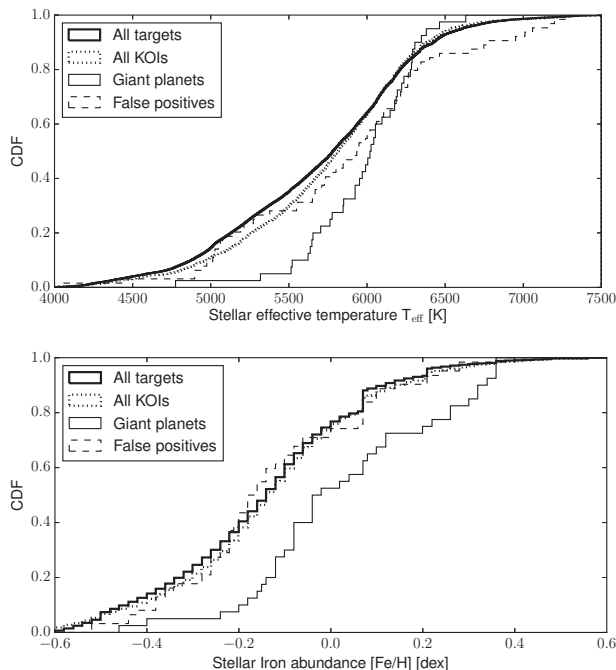 1.0
0.8
0.6
0.4
0.2
0.0
CDF
All targets
All KOIs
Giant planets
False positives
4000 4500 5000 5500 6000 6500 7000 7500
Stellar effective temperature T_eff [K]
1.0
0.8
0.6
0.4
0.2
0.0
CDF
All targets
All KOIs
Giant planets
False positives
−0.6 −0.4 −0.2 0.0 0.2 0.4 0.6
Stellar Iron abundance [Fe/H] [dex]